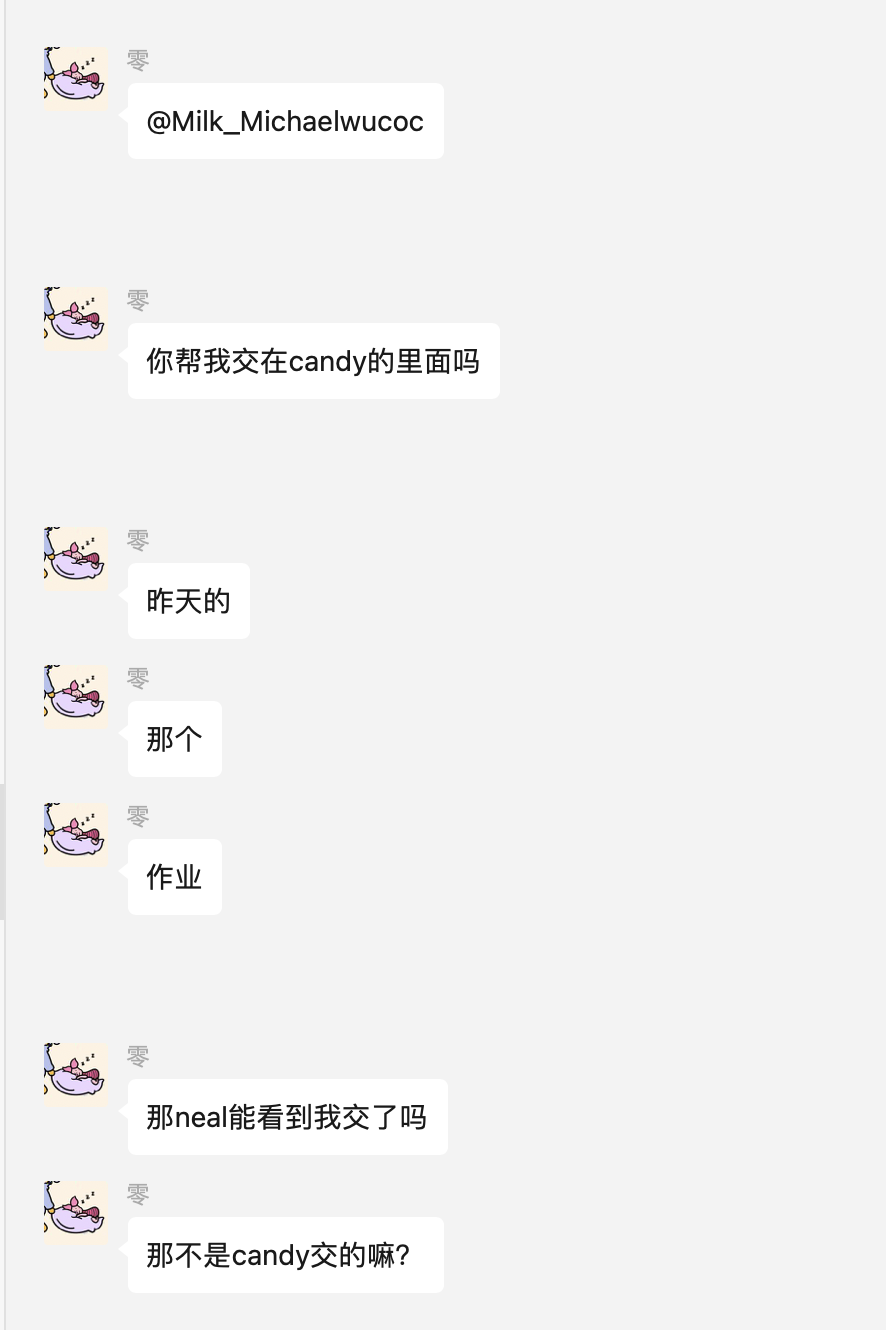 零
@Milk_Michaelwucoc
零
你帮我交在candy的里面吗
零
昨天的
零
那个
零
作业
零
那neal能看到我交了吗
零
那不是candy交的嘛?